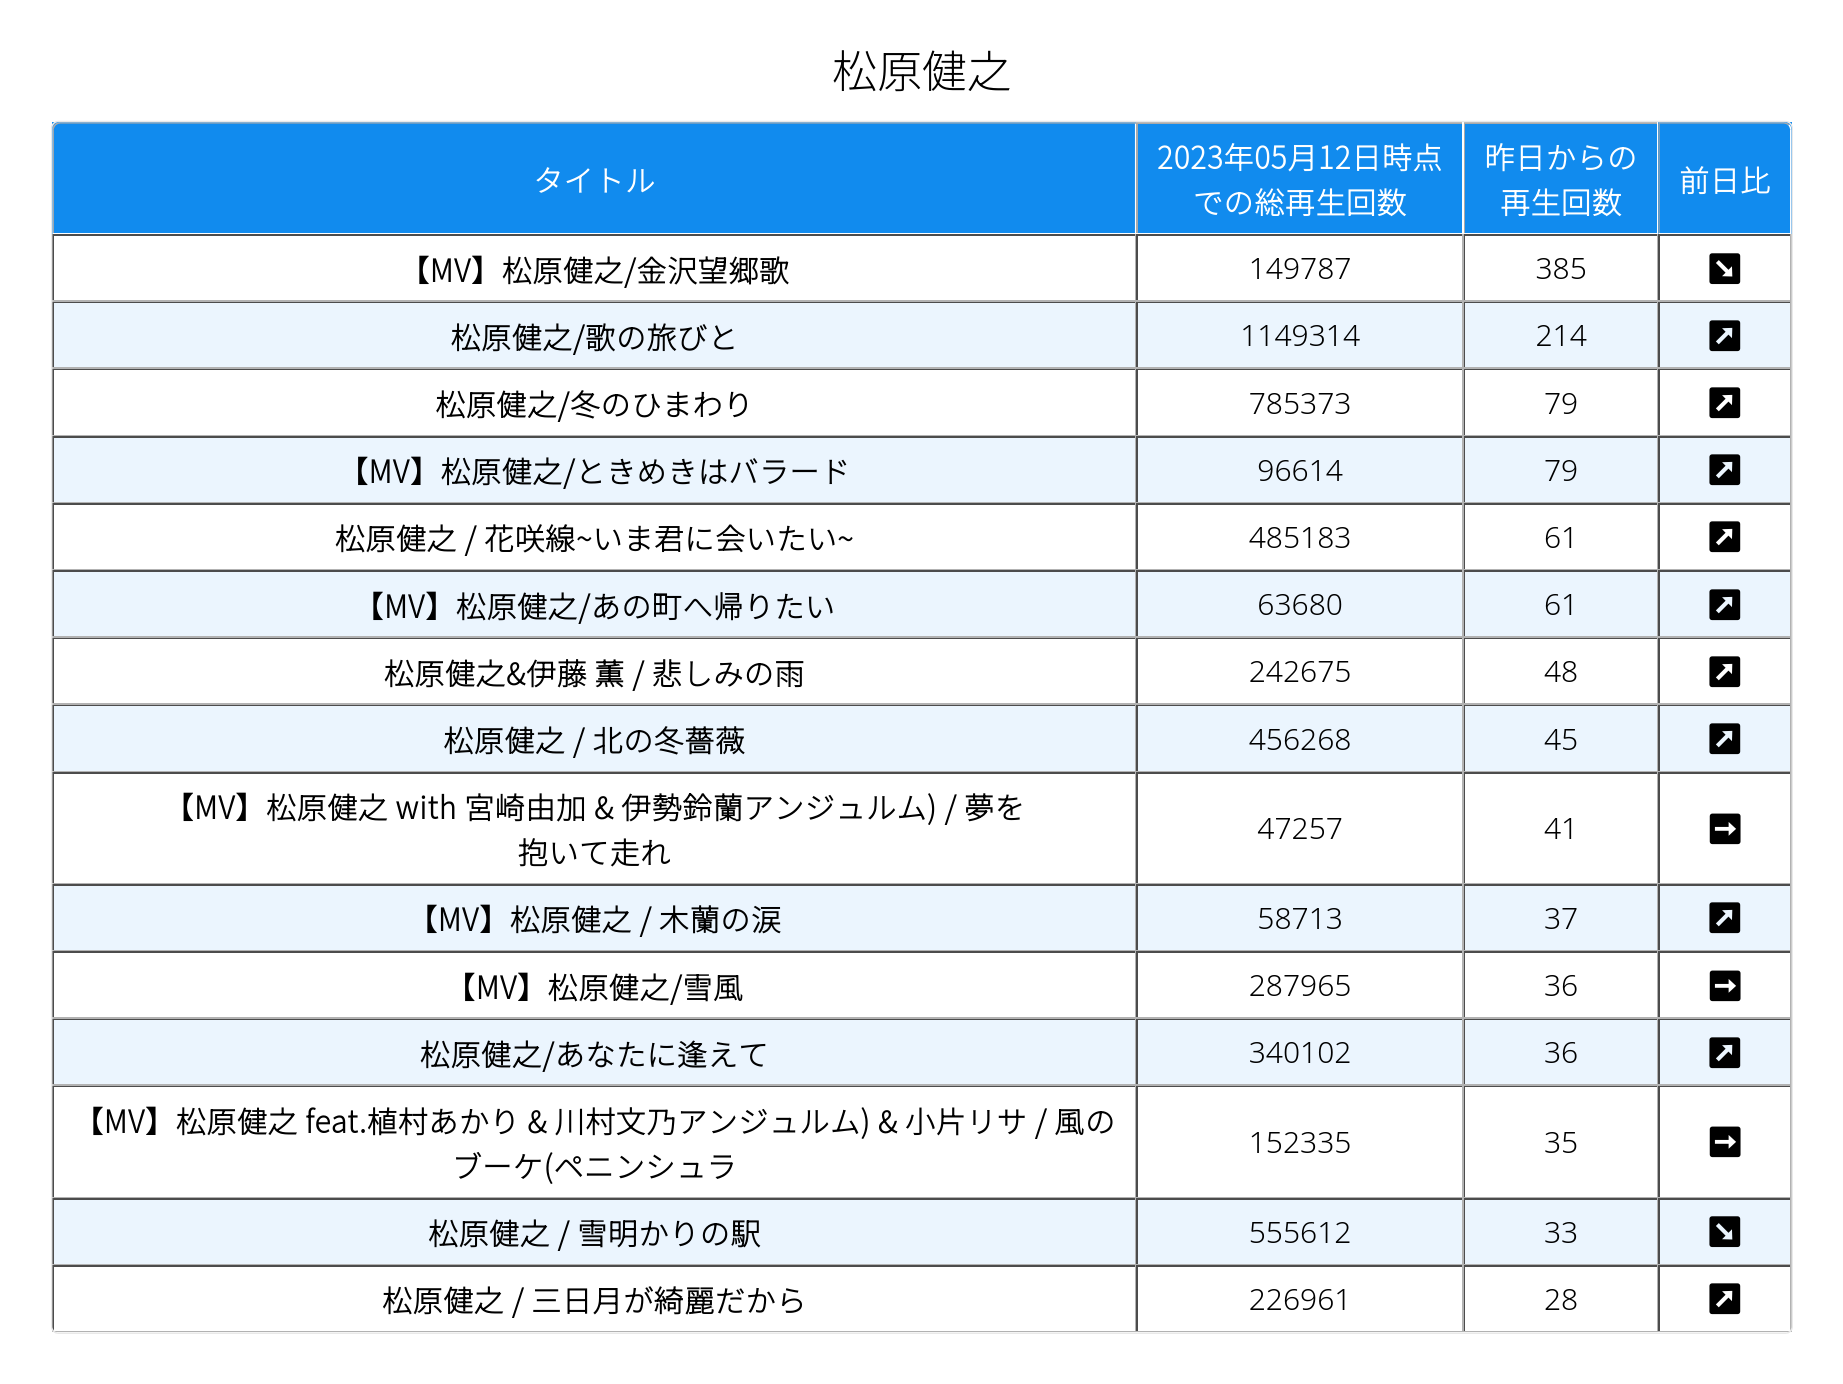 松原健之
タイトル
2023年05月12日時点
での総再生回数
昨日からの
再生回数
前日比
【MV】松原健之/金沢望郷歌 149787 385 ↘
松原健之/歌の旅びと 1149314 214 ↗
松原健之/冬のひまわり 785373 79 ↗
【MV】松原健之/ときめきはバラード 96614 79 ↗
松原健之 / 花咲線~いま君に会いたい~ 485183 61 ↗
【MV】松原健之/あの町へ帰りたい 63680 61 ↗
松原健之&伊藤 薫 / 悲しみの雨 242675 48 ↗
松原健之 / 北の冬薔薇 456268 45 ↗
【MV】松原健之 with 宮崎由加 & 伊勢鈴蘭アンジュルム) / 夢を
抱いて走れ 47257 41 →
【MV】松原健之 / 木蘭の涙 58713 37 ↗
【MV】松原健之/雪風 287965 36 →
松原健之/あなたに逢えて 340102 36 ↗
【MV】松原健之 feat.植村あかり & 川村文乃アンジュルム) & 小片リサ / 風の
ブーケ(ペニンシュラ 152335 35 →
松原健之 / 雪明かりの駅 555612 33 ↘
松原健之 / 三日月が綺麗だから 226961 28 ↗